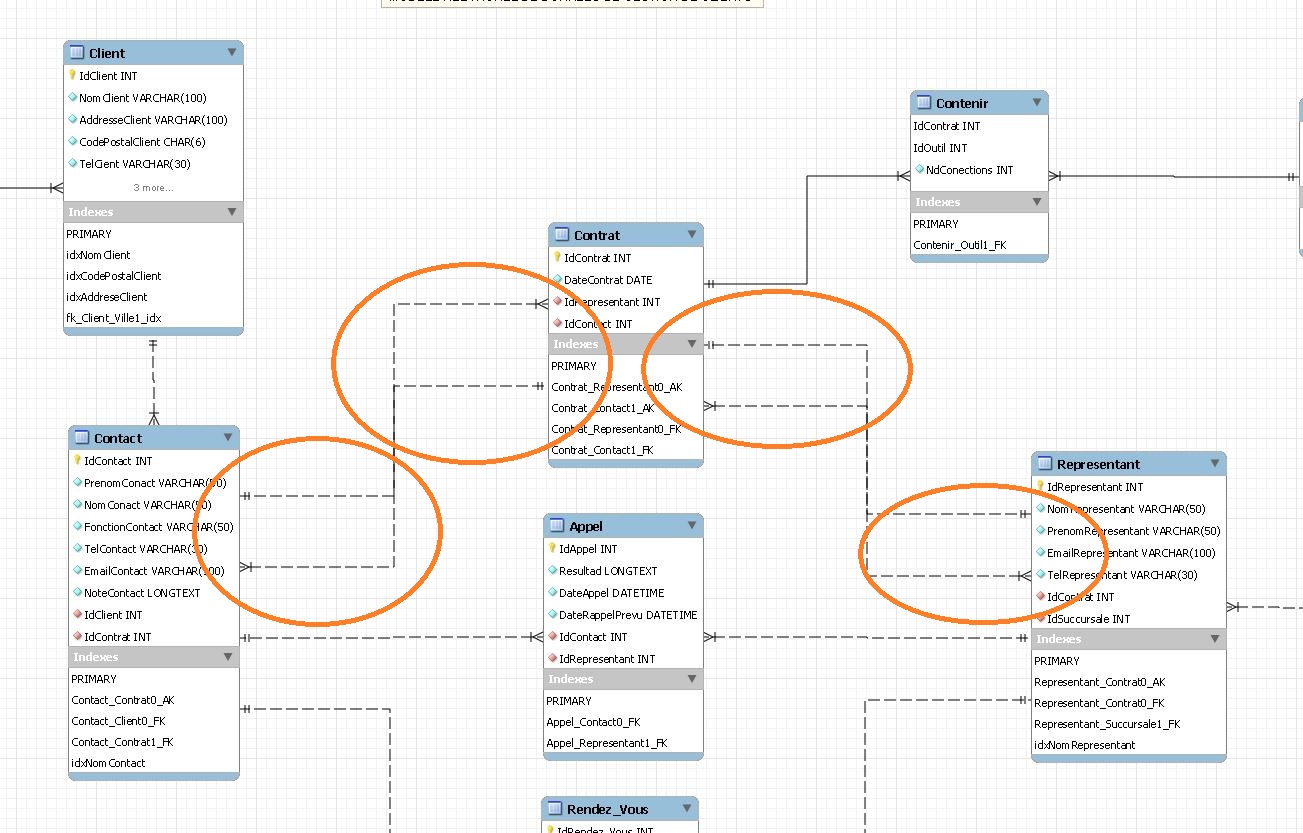 Client
IdClient INT
NomClient VARCHAR(100)
AddresseClient VARCHAR(100)
CodePostalClient CHAR(6)
TelClient VARCHAR(30)
3 more...
Indexes
PRIMARY
idxNomClient
idxCodePostalClient
idxAddreseClient
fk_Client_Ville1_idx
Contenir
IdContrat INT
IdOutil INT
NdConections INT
Indexes
PRIMARY
Contenir_Outil1_FK
Contrat
IdContrat INT
DateContrat DATE
IdRepresentant INT
IdContact INT
Indexes
PRIMARY
Contrat_Representant0_AK
Contrat_Contact1_AK
Contrat_Representant0_FK
Contrat_Contact1_FK
Contact
IdContact INT
PrenomConact VARCHAR(50)
NomConact VARCHAR(50)
FonctionContact VARCHAR(50)
TelContact VARCHAR(30)
EmailContact VARCHAR(100)
NoteContact LONGTEXT
IdClient INT
IdContrat INT
Indexes
PRIMARY
Contact_Contrat0_AK
Contact_Client0_FK
Contact_Contrat1_FK
idxNomContact
Appel
IdAppel INT
Resultad LONGTEXT
DateAppel DATETIME
DateRappelPrevu DATETIME
IdContact INT
IdRepresentant INT
Indexes
PRIMARY
Appel_Contact0_FK
Appel_Representant1_FK
Representant
IdRepresentant INT
NomRepresentant VARCHAR(50)
PrenomRepresentant VARCHAR(50)
EmailRepresentant VARCHAR(100)
TelRepresentant VARCHAR(30)
IdContrat INT
IdSuccursale INT
Indexes
PRIMARY
Representant_Contrat0_AK
Representant_Contrat0_FK
Representant_Succursale1_FK
idxNomRepresentant
Rendez_Vous
IdRendez_Vous INT